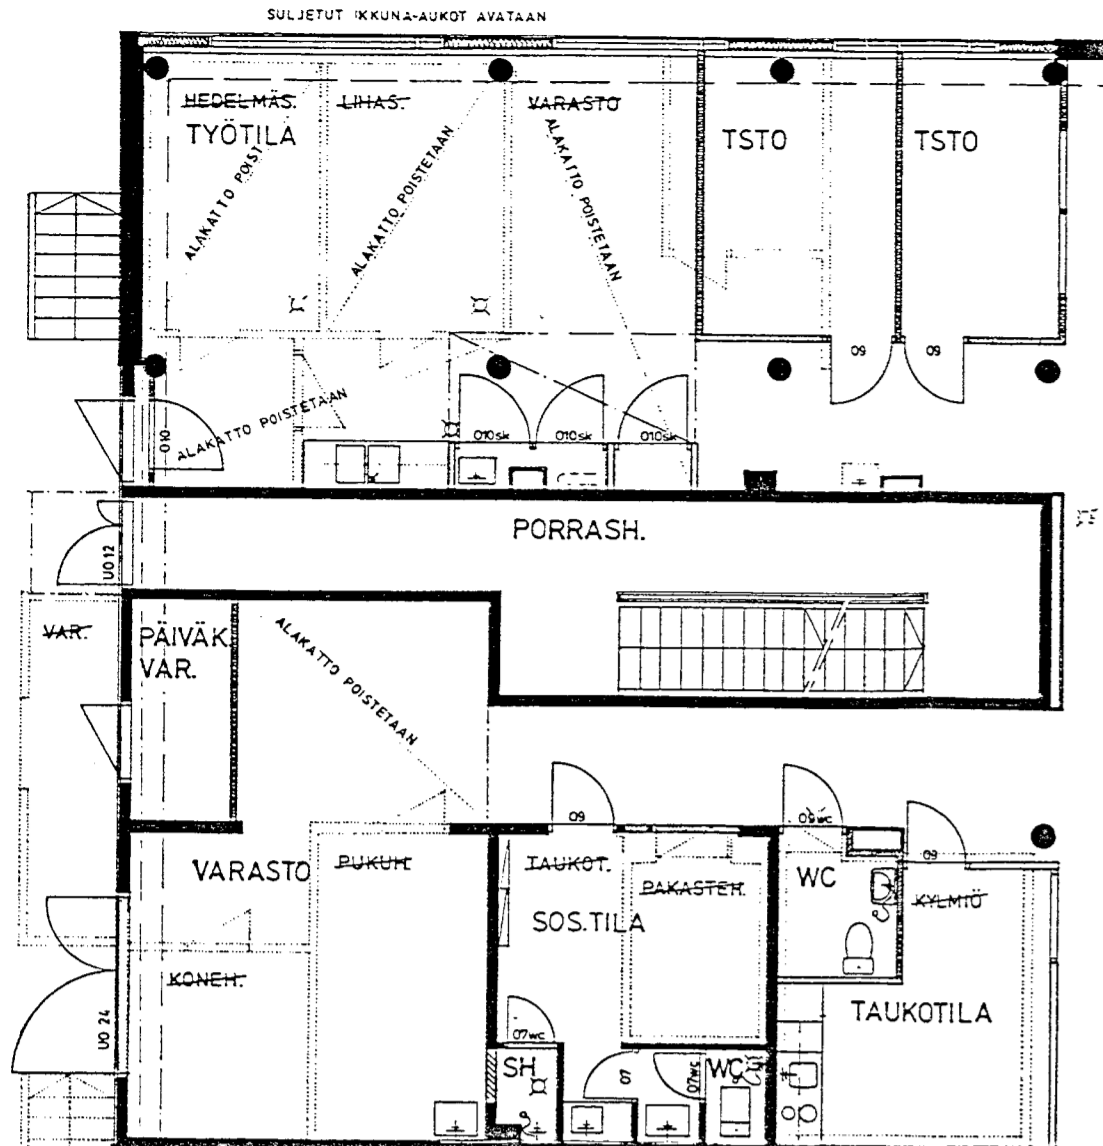 SULJETUT IKKUNA-AUKOT AVATAAN
HEDELMÄS.
LIHAS.
VARASTO
TYÖTILA
TSTO
TSTO
ALAKATTO POIST
ALAKATTO POISTETAAN
ALAKATTO POISTETAAN
09
09
ALAKATTO POISTETAAN
010
010sk
010sk
010sk
PORRASH.
UO 12
VAR.
PÄIVÄK.
VAR.
ALAKATTO POISTETAAN
09
09wc
09
VARASTO
PUKUH.
TAUKOT.
PAKASTEH.
WC
KYLMIÖ
SOS.TILA
KONEH.
TAUKOTILA
UO 24
07wc
SH
07
07wc
WC